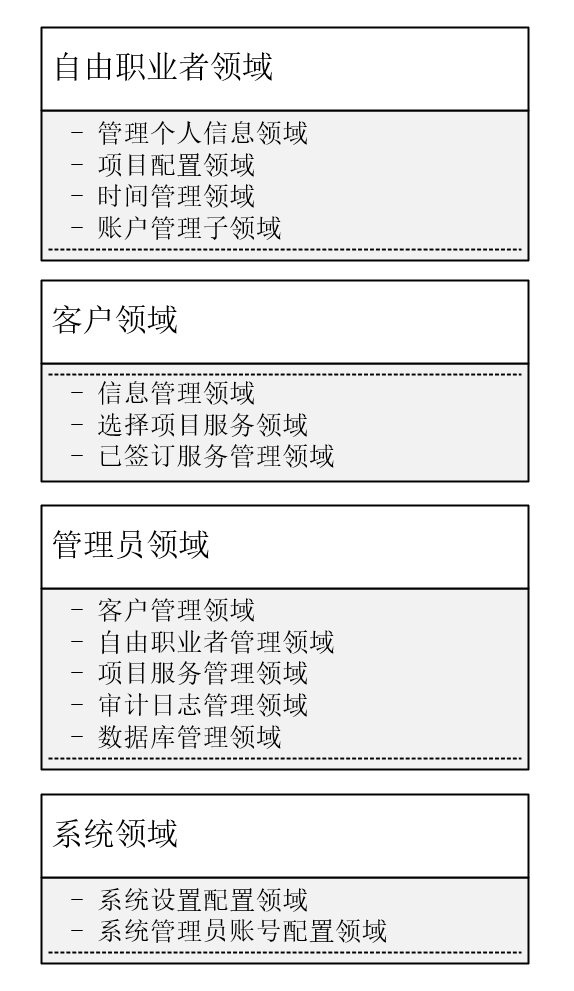 自由职业者领域
- 管理个人信息领域
- 项目配置领域
- 时间管理领域
- 账户管理子领域
客户领域
- 信息管理领域
- 选择项目服务领域
- 已签订服务管理领域
管理员领域
- 客户管理领域
- 自由职业者管理领域
- 项目服务管理领域
- 审计日志管理领域
- 数据库管理领域
系统领域
- 系统设置配置领域
- 系统管理员账号配置领域